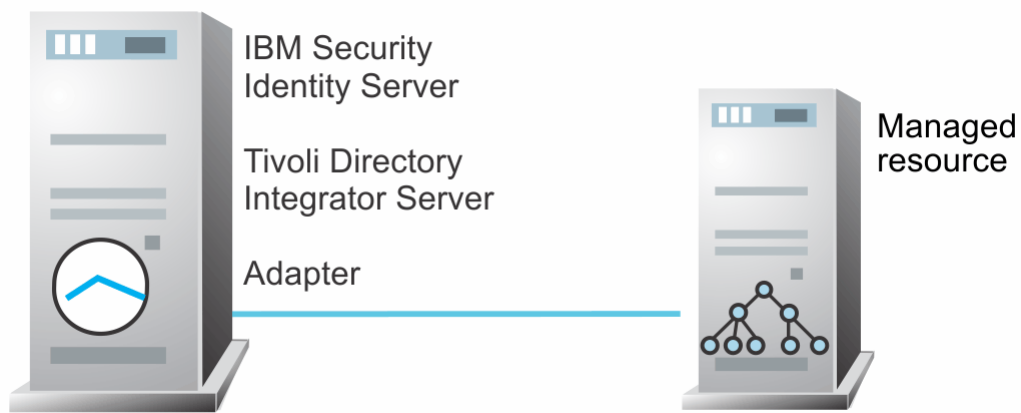 IBM Security
Identity Server
Tivoli Directory
Integrator Server
Adapter
Managed
resource